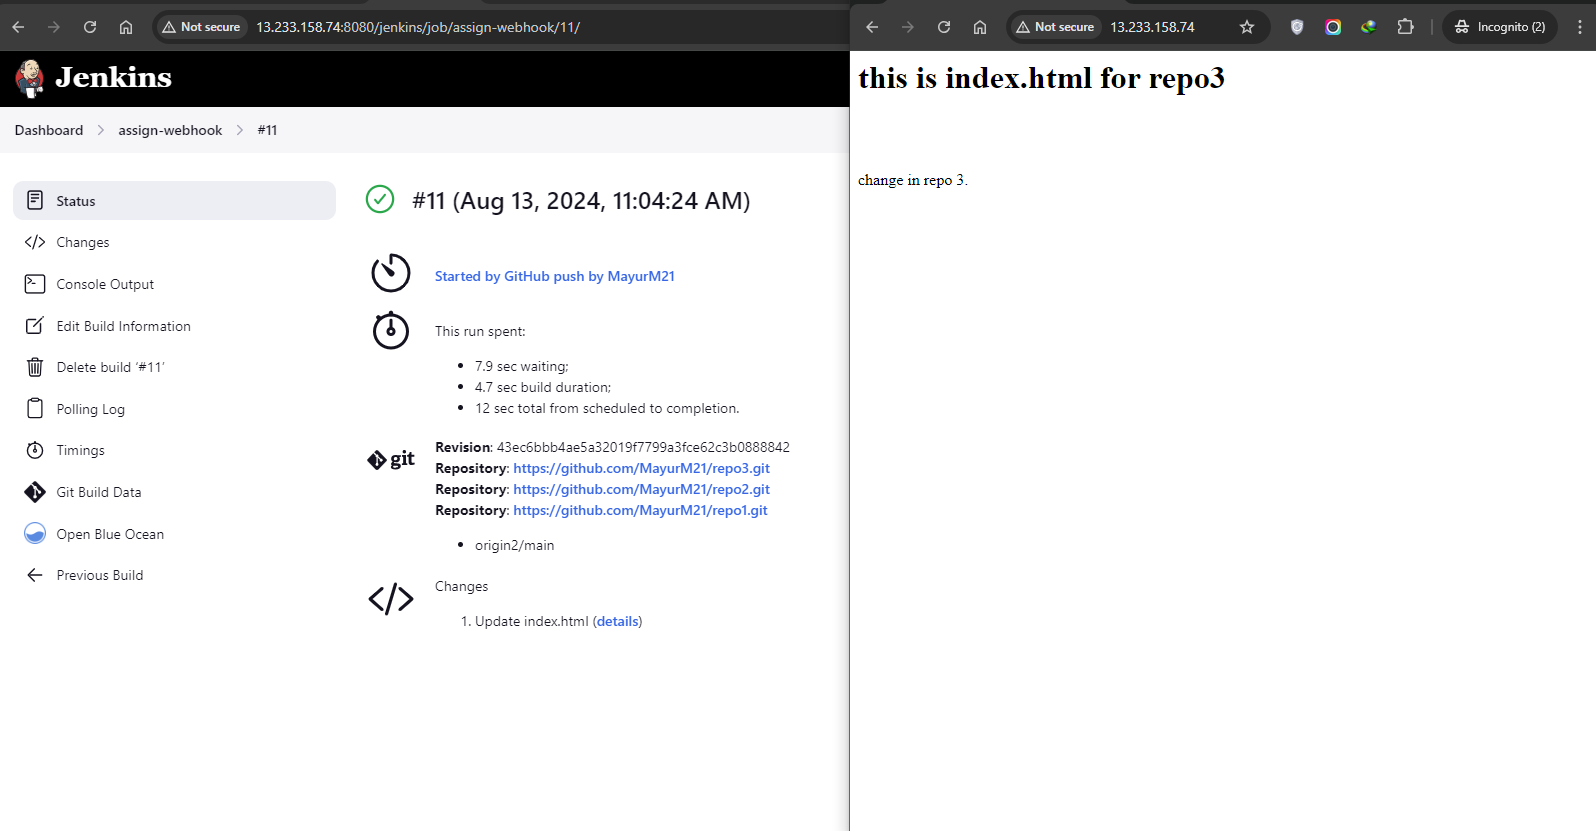 Not secure
13.233.158.74:8080/jenkins/job/assign-webhook/11/
Jenkins
Dashboard
assign-webhook
#11
Status
Changes
Console Output
Edit Build Information
Delete build ‘#11’
Polling Log
Timings
Git Build Data
Open Blue Ocean
Previous Build
#11 (Aug 13, 2024, 11:04:24 AM)
Started by GitHub push by MayurM21
This run spent:
7.9 sec waiting;
4.7 sec build duration;
12 sec total from scheduled to completion.
git
Revision: 43ec6bbb4ae5a32019f7799a3fce62c3b0888842
Repository: https://github.com/MayurM21/repo3.git
Repository: https://github.com/MayurM21/repo2.git
Repository: https://github.com/MayurM21/repo1.git
origin2/main
Changes
1. Update index.html (details)
Not secure
13.233.158.74
Incognito (2)
this is index.html for repo3
change in repo 3.